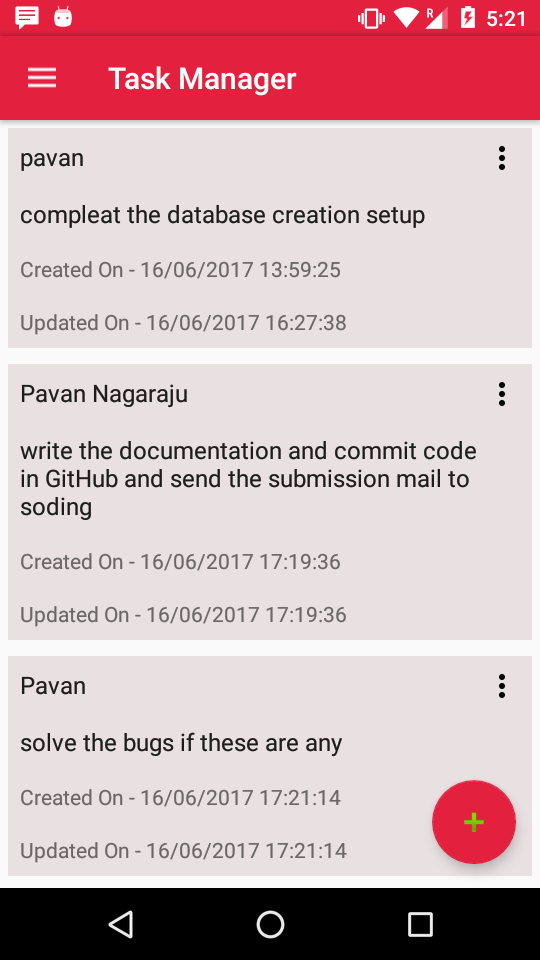 R 5:21
Task Manager
pavan
compleat the database creation setup
Created On - 16/06/2017 13:59:25
Updated On - 16/06/2017 16:27:38
Pavan Nagaraju
write the documentation and commit code
in GitHub and send the submission mail to
soding
Created On - 16/06/2017 17:19:36
Updated On - 16/06/2017 17:19:36
Pavan
solve the bugs if these are any
Created On - 16/06/2017 17:21:14
Updated On - 16/06/2017 17:21:14
+